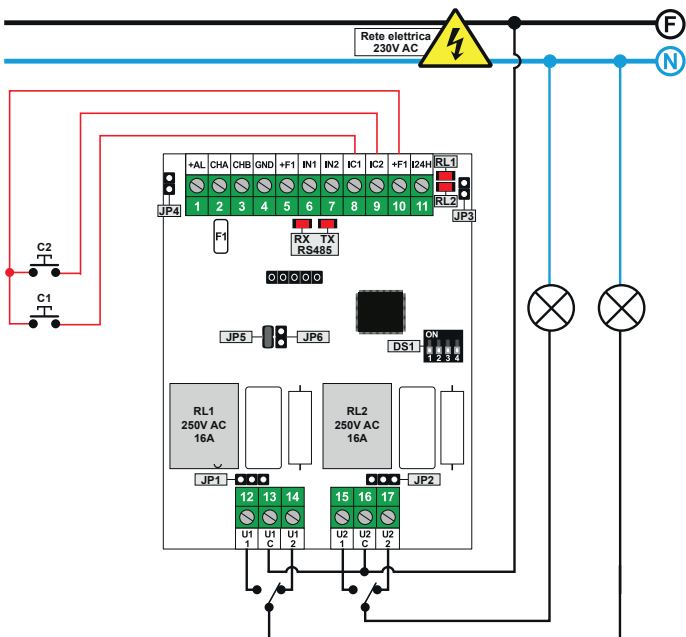 F
Rete elettrica
230V AC
N
+AL CHA CHB GND +F1 IN1 IN2 IC1 IC2 +F1 I24H
RL1
RL2
1 2 3 4 5 6 7 8 9 10 11
JP4
JP3
F1
RX TX
RS485
C2
C1
JP5
JP6
ON
DS1
1 2 3 4
RL1
250V AC
16A
RL2
250V AC
16A
JP1
JP2
12 13 14
15 16 17
U1 U1 U1
1 C 2
U2 U2 U2
1 C 2